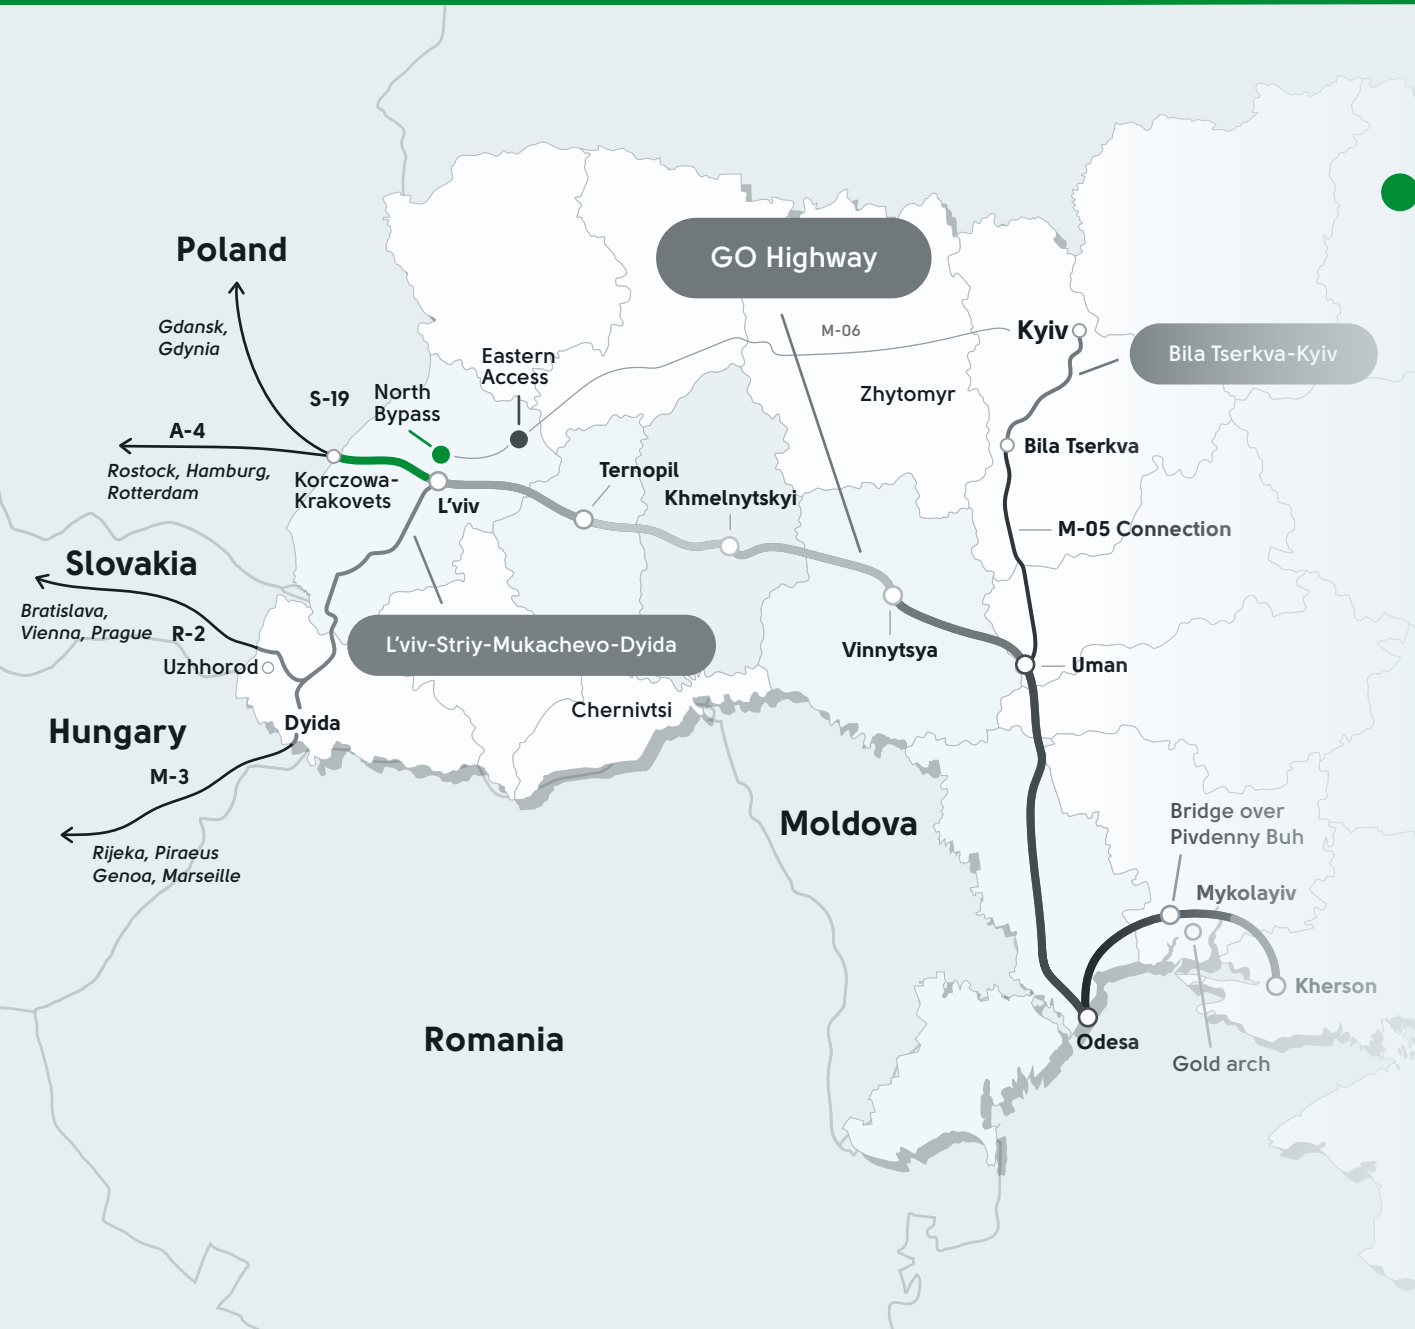 GO Highway
Poland
Gdansk,
Gdynia
M-06
Kyiv
Bila Tserkva-Kyiv
Eastern
Access
S-19
North
Bypass
Zhytomyr
A-4
Rostock, Hamburg,
Rotterdam
Korczowa-
Krakovets
L'viv
Ternopil
Khmelnytskyi
Bila Tserkva
M-05 Connection
Slovakia
Bratislava,
Vienna, Prague
R-2
Uzhhorod
L'viv-Striy-Mukachevo-Dyida
Vinnytsya
Uman
Chernivtsi
Dyida
Hungary
M-3
Rijeka, Piraeus
Genoa, Marseille
Moldova
Bridge over
Pivdenny Buh
Mykolayiv
Kherson
Romania
Odesa
Gold arch